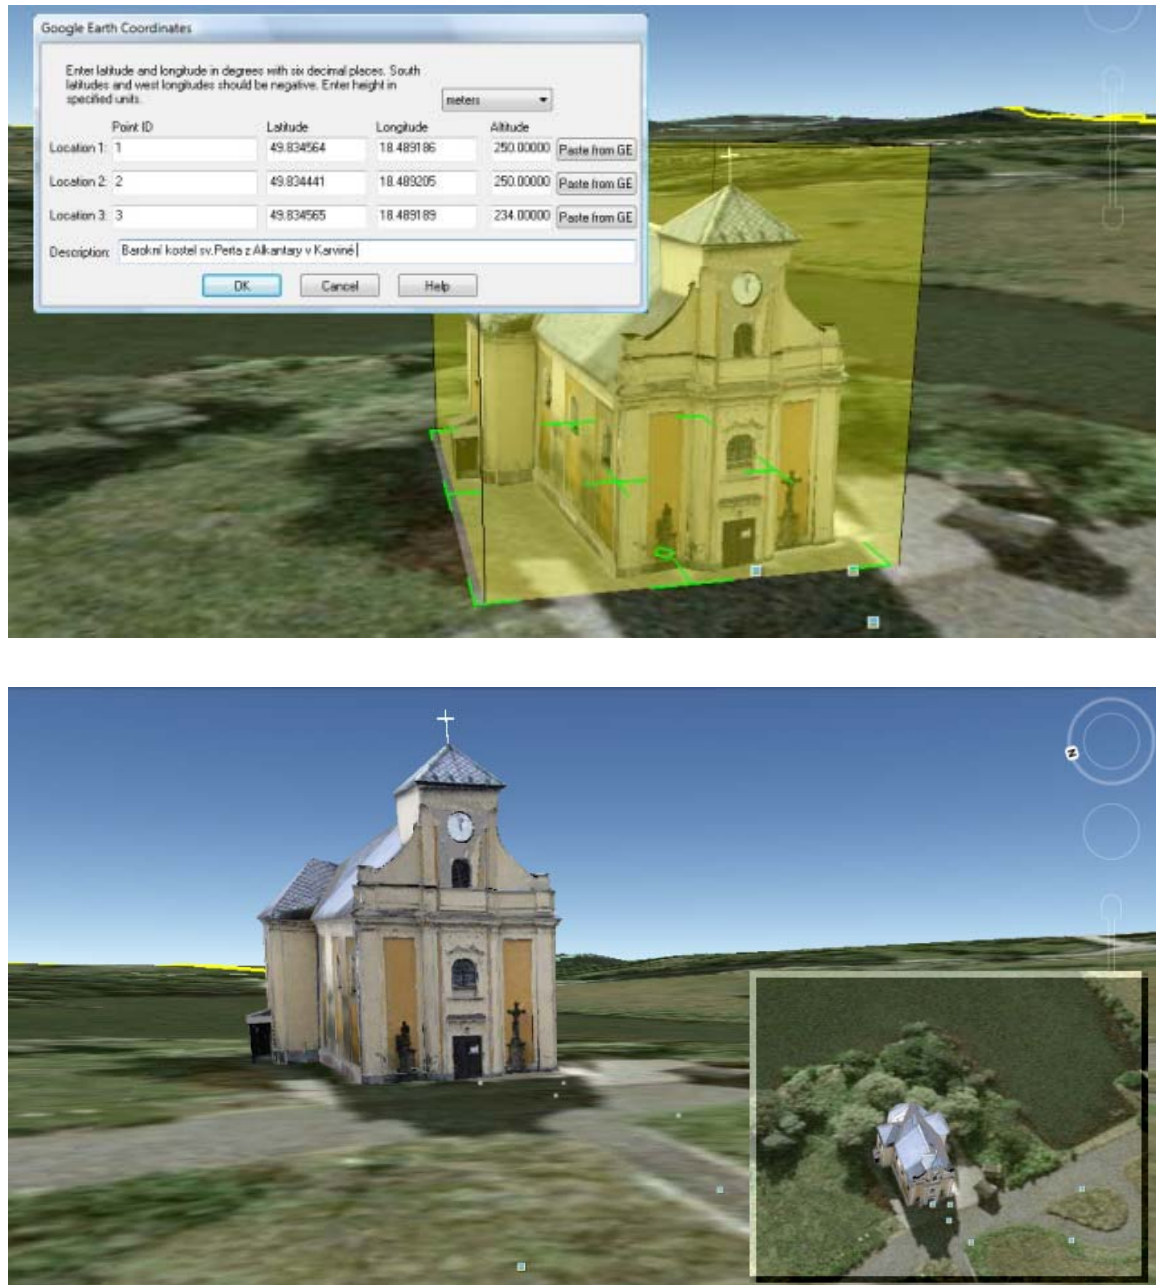 Google Earth Coordinates
Enter latitude and longitude in degrees with six decimal places. South
latitudes and west longitudes should be negative. Enter height in
specified units.
meters
Point ID Latitude Longitude Altitude
Location 1: 1 49.834564 18.489186 250.00000 Paste from GE
Location 2: 2 49.834441 18.489205 250.00000 Paste from GE
Location 3: 3 49.834565 18.489189 234.00000 Paste from GE
Description: Barokní kostel sv.Perta z Alkantary v Karviné
OK Cancel Help
N